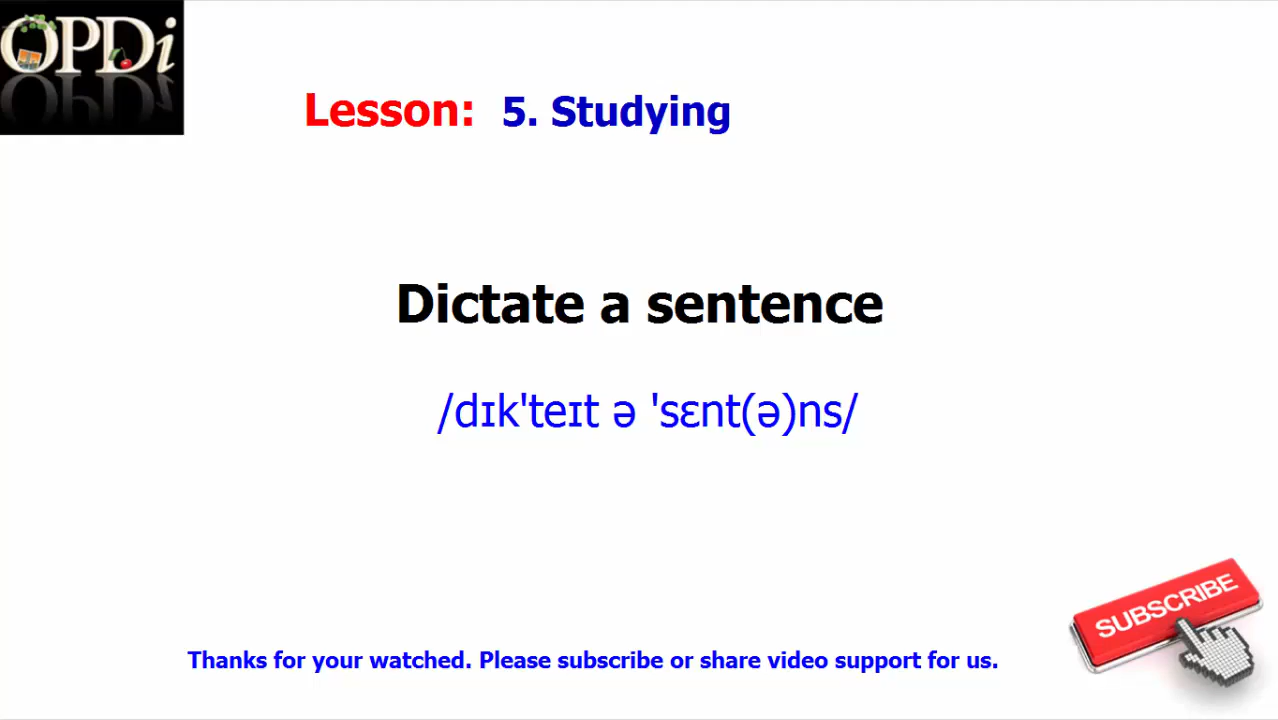 OPDi
Lesson: 5. Studying
Dictate a sentence
/dɪk'teɪt ə 'sɛnt(ə)ns/
SUBSCRIBE
Thanks for your watched. Please subscribe or share video support for us.